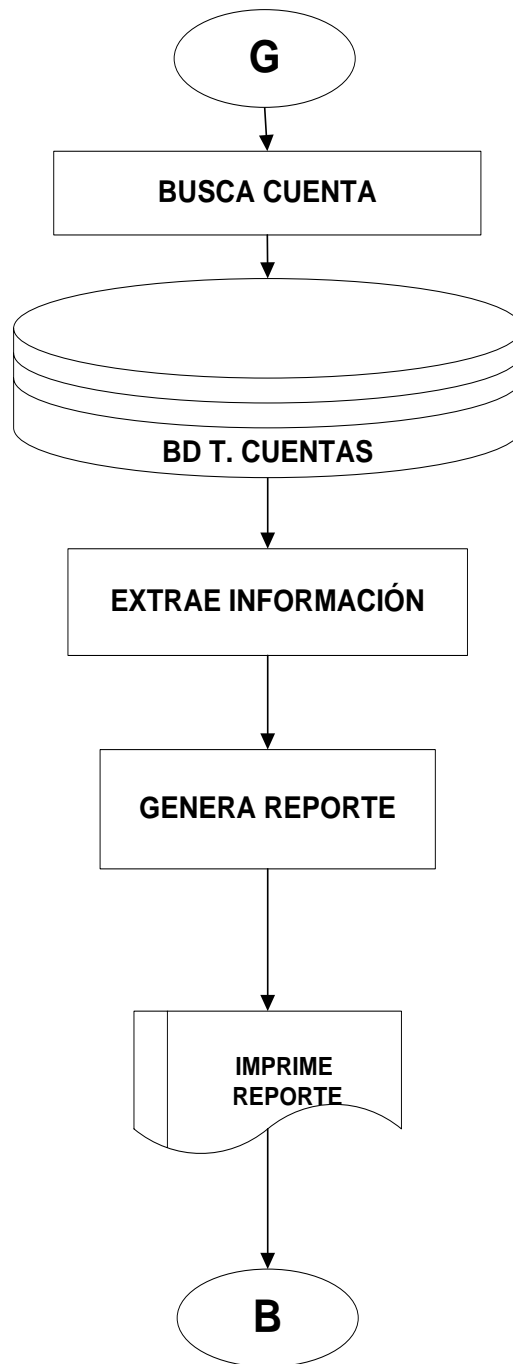 G
BUSCA CUENTA
BD T. CUENTAS
EXTRAE INFORMACIÓN
GENERA REPORTE
IMPRIME
REPORTE
B